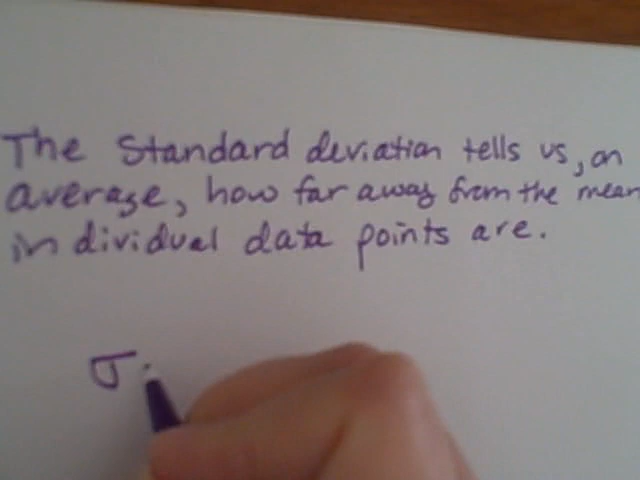 The Standard deviation tells us, on
average, how far away from the mean
individual data points are.
σ